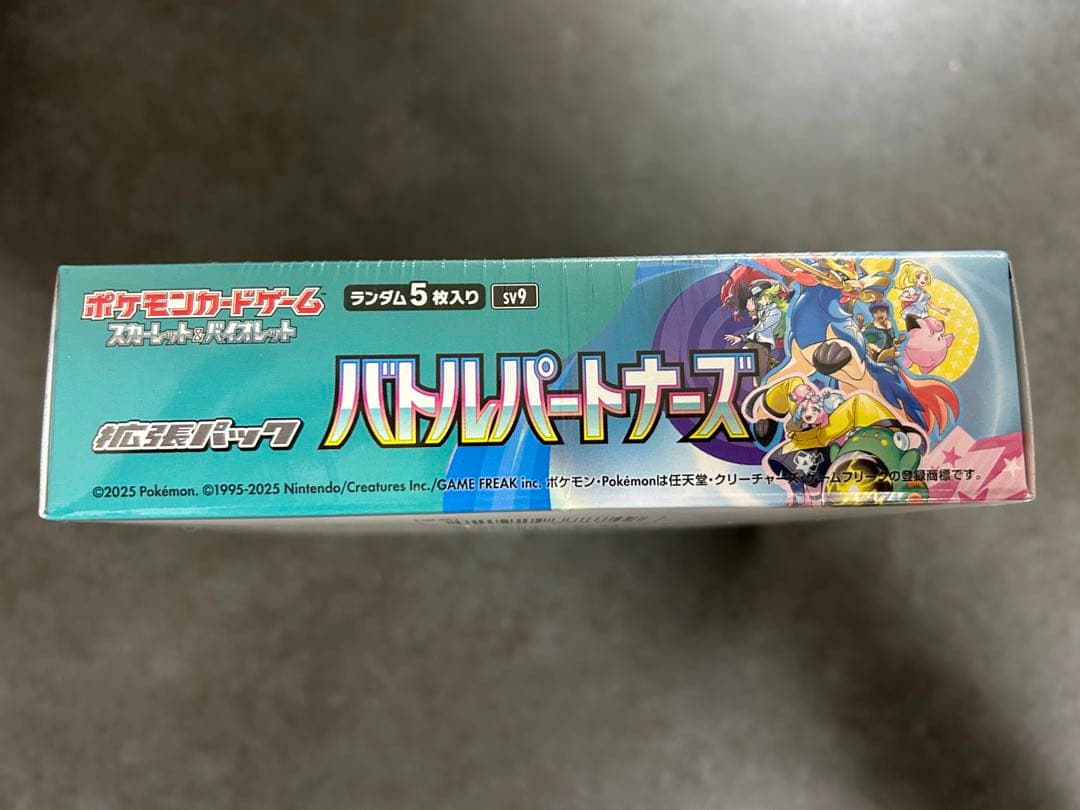 ポケモンカードゲーム
スカーレット&バイオレット
ランダム5枚入り SV9
拡張パック
バトルパートナーズ
©2025 Pokémon. ©1995-2025 Nintendo/Creatures Inc./GAME FREAK inc. ポケモン・Pokémonは任天堂・クリーチャーズ・ゲームフリークの登録商標です。